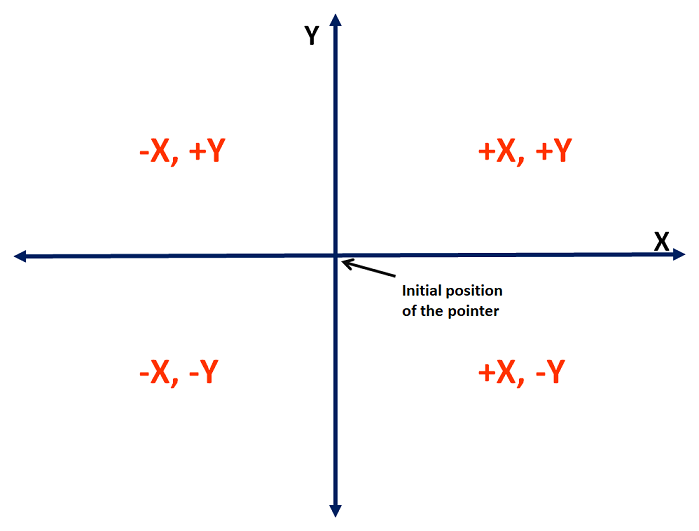 Y
-X, +Y
+X, +Y
X
Initial position
of the pointer
-X, -Y
+X, -Y